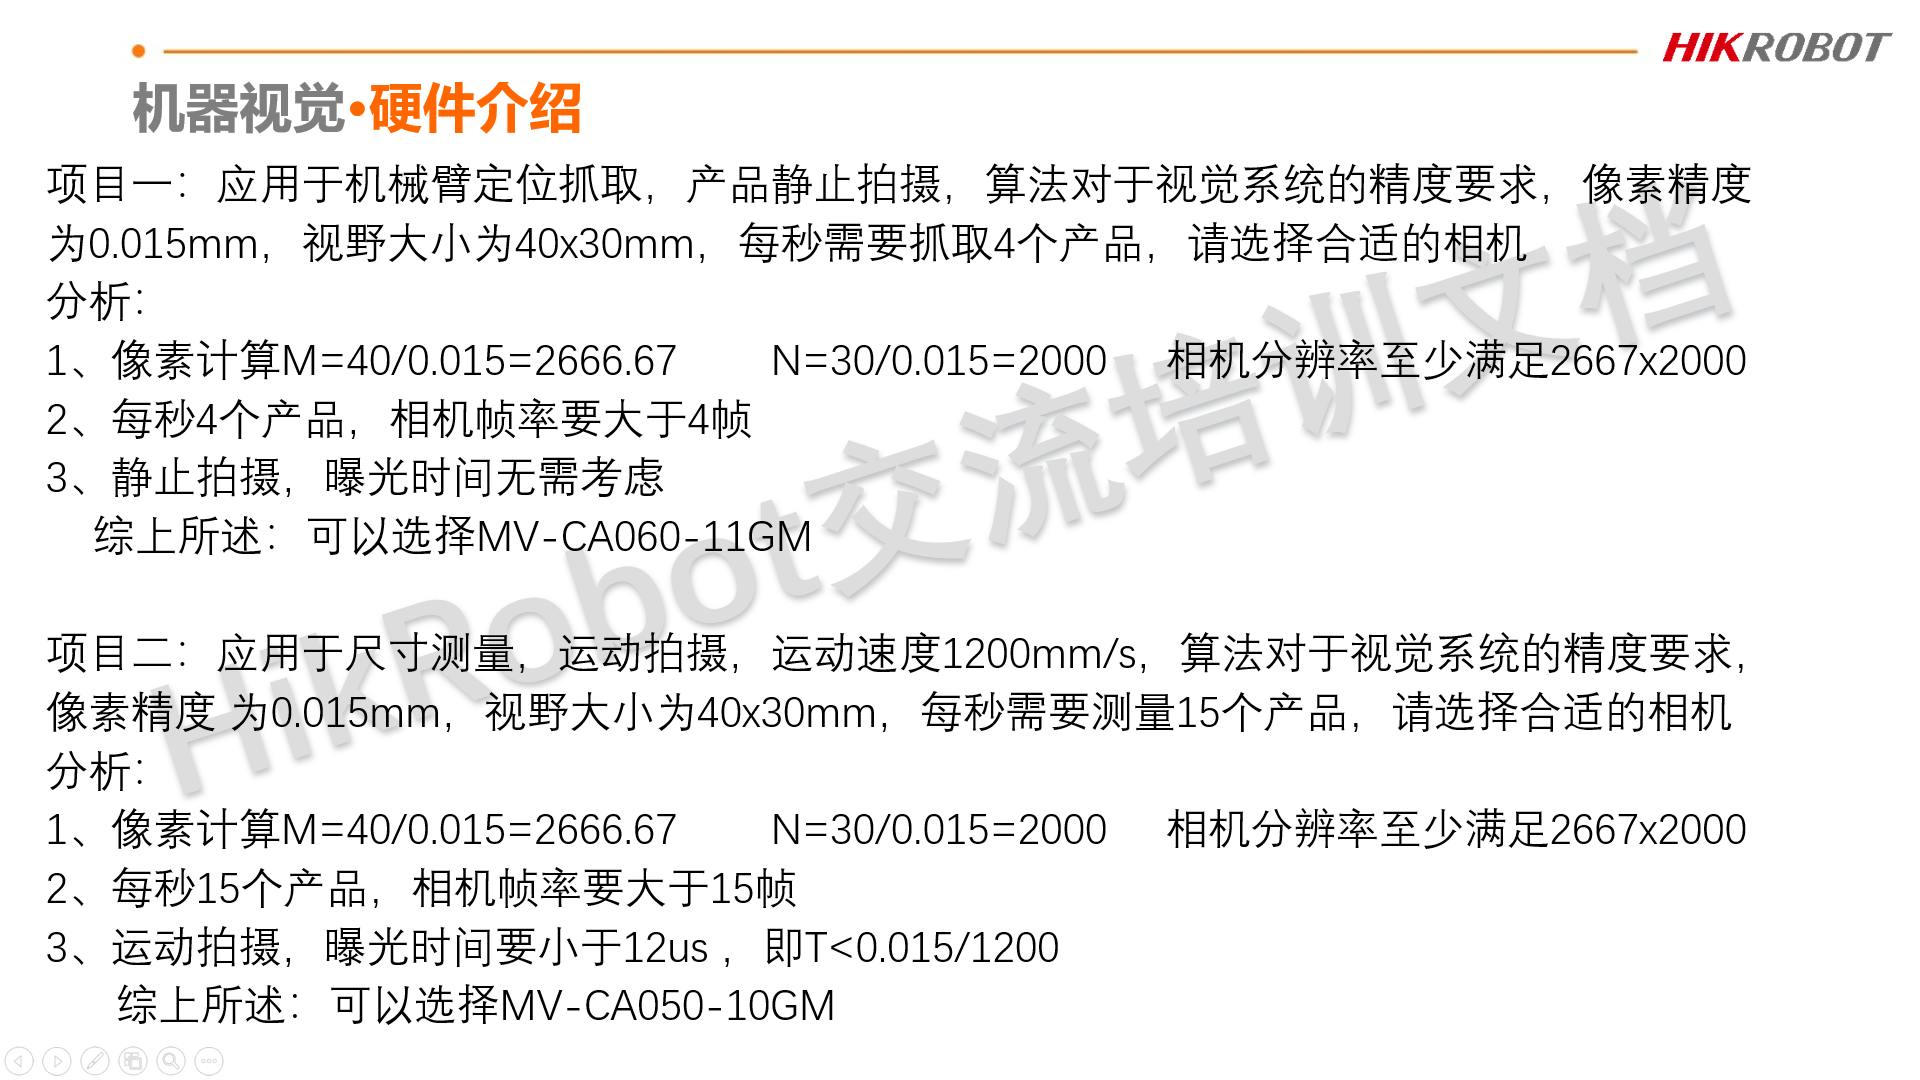 HIKROBOT
机器视觉·硬件介绍
项目一：应用于机械臂定位抓取，产品静止拍摄，算法对于视觉系统的精度要求，像素精度
为0.015mm，视野大小为40x30mm，每秒需要抓取4个产品，请选择合适的相机
分析：
1、像素计算M=40/0.015=2666.67 N=30/0.015=2000 相机分辨率至少满足2667x2000
2、每秒4个产品，相机帧率要大于4帧
3、静止拍摄，曝光时间无需考虑
综上所述：可以选择MV-CA060-11GM
项目二：应用于尺寸测量，运动拍摄，运动速度1200mm/s，算法对于视觉系统的精度要求，
像素精度 为0.015mm，视野大小为40x30mm，每秒需要测量15个产品，请选择合适的相机
分析：
1、像素计算M=40/0.015=2666.67 N=30/0.015=2000 相机分辨率至少满足2667x2000
2、每秒15个产品，相机帧率要大于15帧
3、运动拍摄，曝光时间要小于12us ，即T<0.015/1200
综上所述：可以选择MV-CA050-10GM
HikRobot交流培训文档